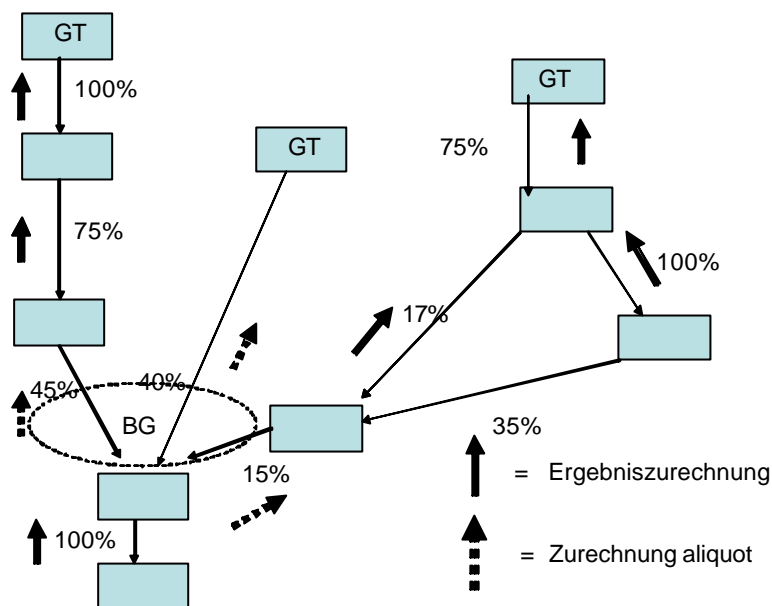 GT
100%
75%
GT
GT
75%
100%
17%
45%
40%
BG
15%
35%
100%
= Ergebniszurechnung
= Zurechnung aliquot